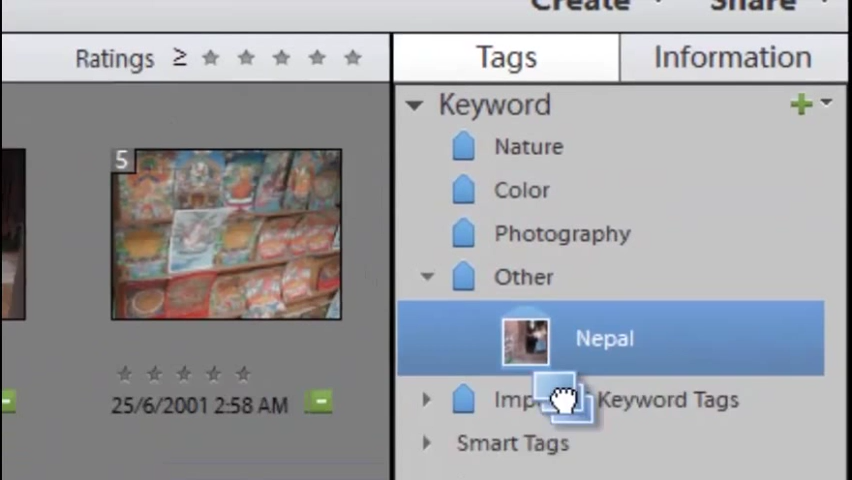 Create Share
Ratings ≥
Tags Information
Keyword
Nature
Color
Photography
Other
5
Nepal
25/6/2001 2:58 AM
Keyword Tags
Smart Tags